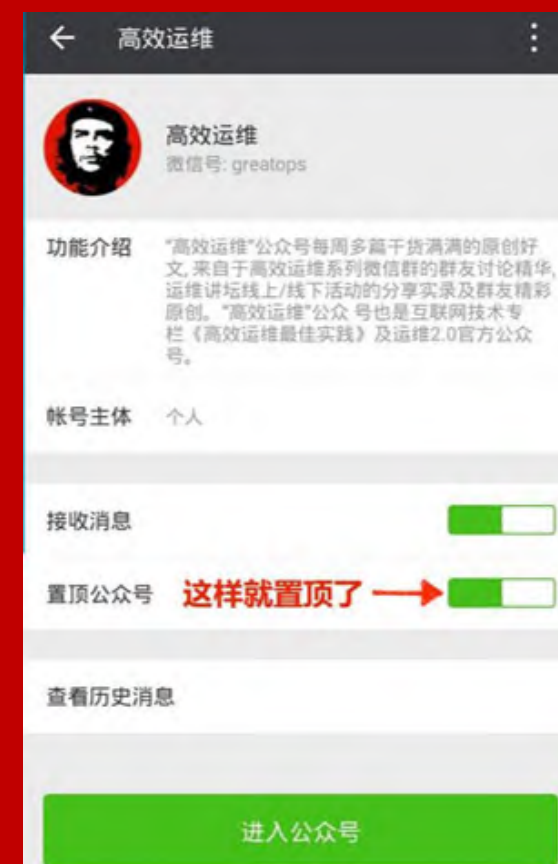 高效运维
高效运维
微信号: greatops
功能介绍
"高效运维"公众号每周多篇干货满满的原创好
文, 来自于高效运维系列微信群的群友讨论精华,
运维讲坛线上/线下活动的分享实录及群友精彩
原创。"高效运维"公众 号也是互联网技术专
栏《高效运维最佳实践》及运维2.0官方公众
号。
帐号主体 个人
接收消息
置顶公众号 这样就置顶了
查看历史消息
进入公众号